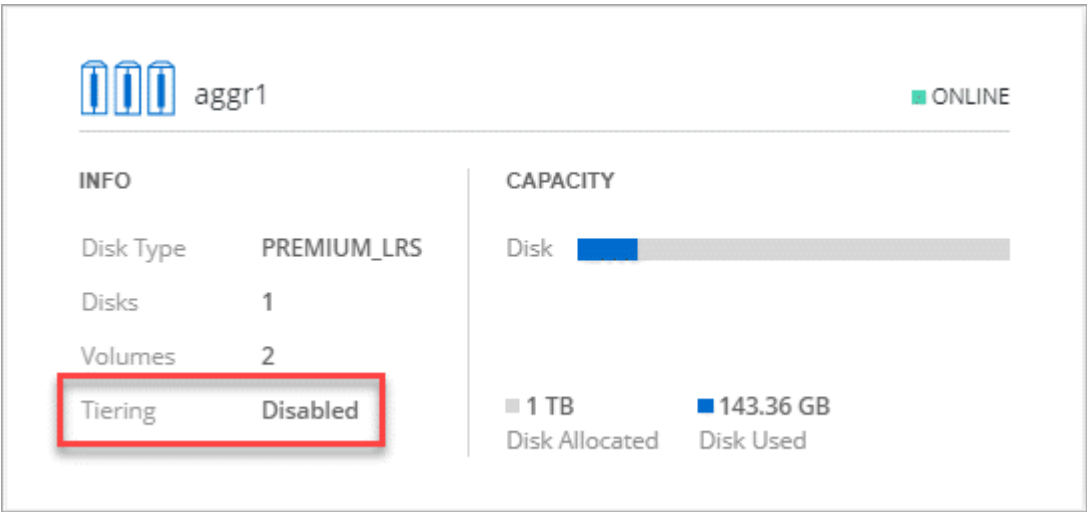 aggr1
ONLINE
INFO
Disk Type PREMIUM_LRS
Disks 1
Volumes 2
Tiering Disabled
CAPACITY
Disk
1 TB 143.36 GB
Disk Allocated Disk Used